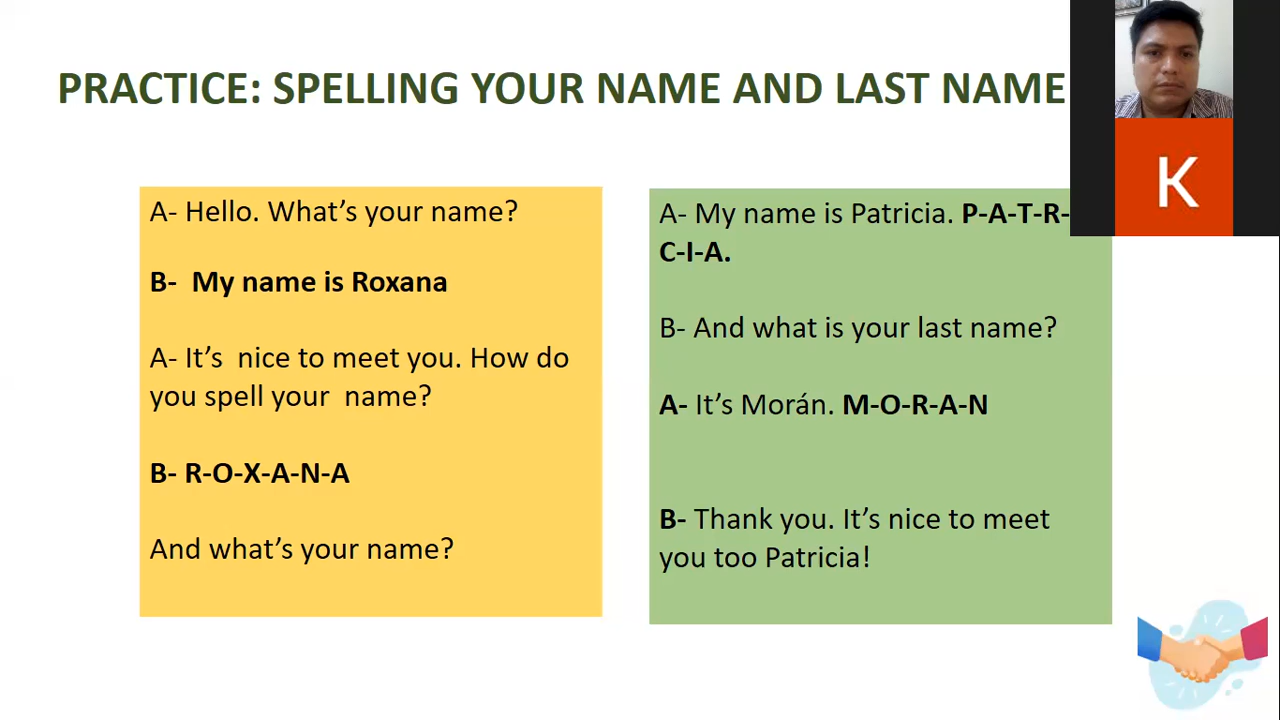 PRACTICE: SPELLING YOUR NAME AND LAST NAME
A- Hello. What's your name?
B- My name is Roxana
A- It's nice to meet you. How do
you spell your name?
B- R-O-X-A-N-A
And what's your name?
A- My name is Patricia. P-A-T-R-
C-I-A.
B- And what is your last name?
A- It's Morán. M-O-R-A-N
B- Thank you. It's nice to meet
you too Patricia!
K